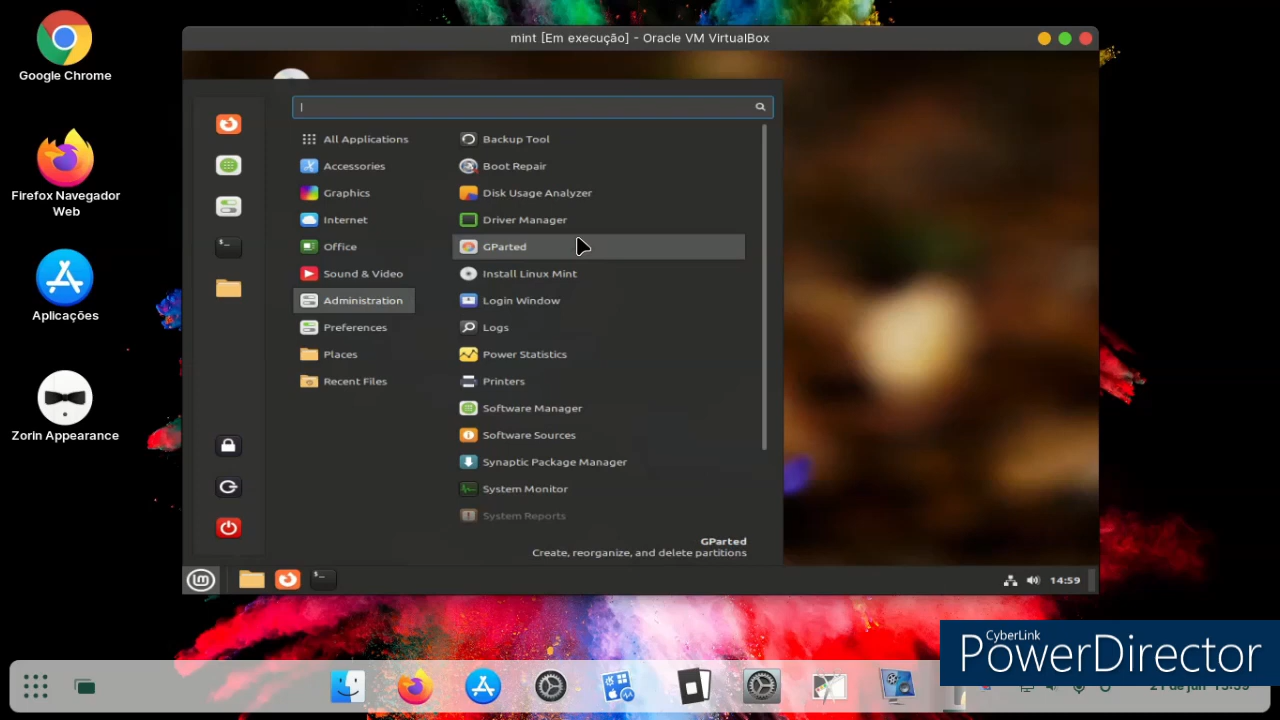 mint [Em execução] - Oracle VM VirtualBox
Google Chrome
Firefox Navegador
Web
Aplicações
Zorin Appearance
All Applications
Accessories
Graphics
Internet
Office
Sound & Video
Administration
Preferences
Places
Recent Files
Backup Tool
Boot Repair
Disk Usage Analyzer
Driver Manager
GParted
Install Linux Mint
Login Window
Logs
Power Statistics
Printers
Software Manager
Software Sources
Synaptic Package Manager
System Monitor
System Reports
GParted
Create, reorganize, and delete partitions
14:59
CyberLink
PowerDirector